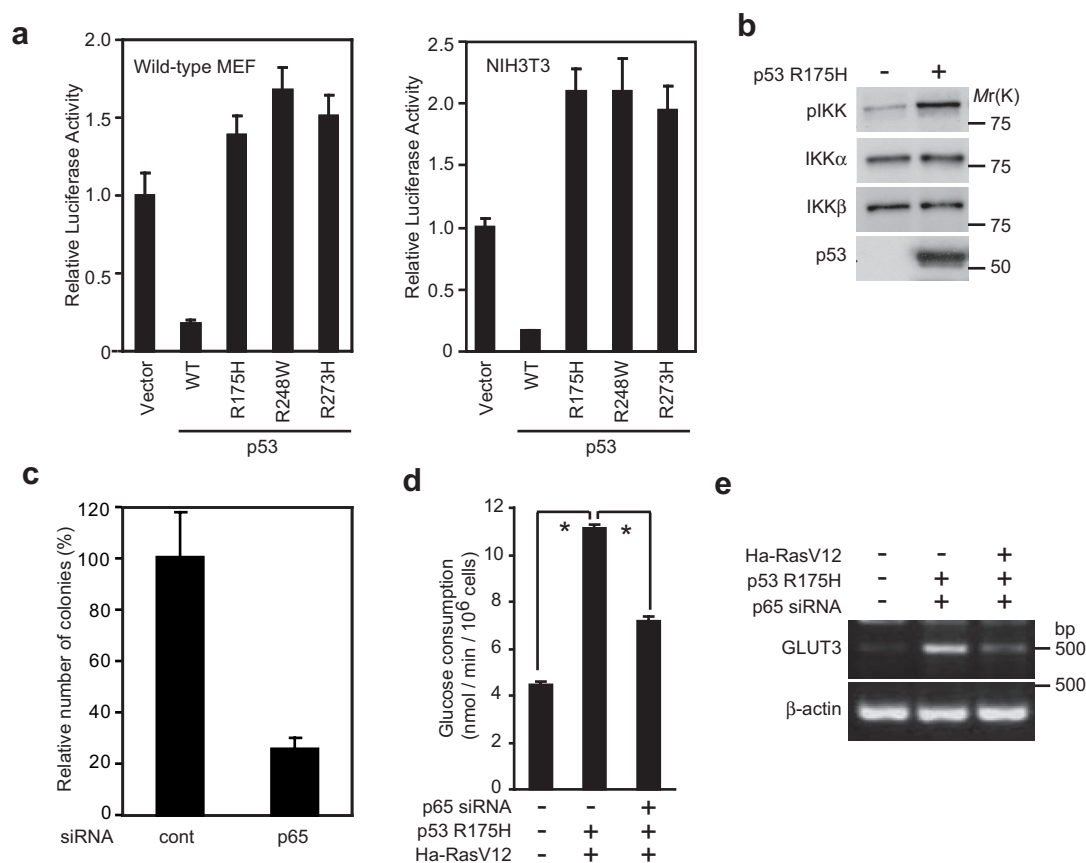 a
Relative Luciferase Activity
2.0
1.5
1.0
0.5
0
Wild-type MEF
Vector
WT
R175H
R248W
R273H
p53
Relative Luciferase Activity
2.5
2.0
1.5
1.0
0.5
0
NIH3T3
Vector
WT
R175H
R248W
R273H
p53
b
p53 R175H - +
Mr(K)
pIKK
75
IKKα
75
IKKβ
75
p53
50
c
Relative number of colonies (%)
120
100
80
60
40
20
0
siRNA cont p65
d
Glucose consumption
(nmol / min / 10⁶ cells)
12
10
8
6
4
2
0
* *
p65 siRNA - - +
p53 R175H - + +
Ha-RasV12 - + +
e
Ha-RasV12 - - +
p53 R175H - + +
p65 siRNA - + +
bp
GLUT3
500
500
β-actin